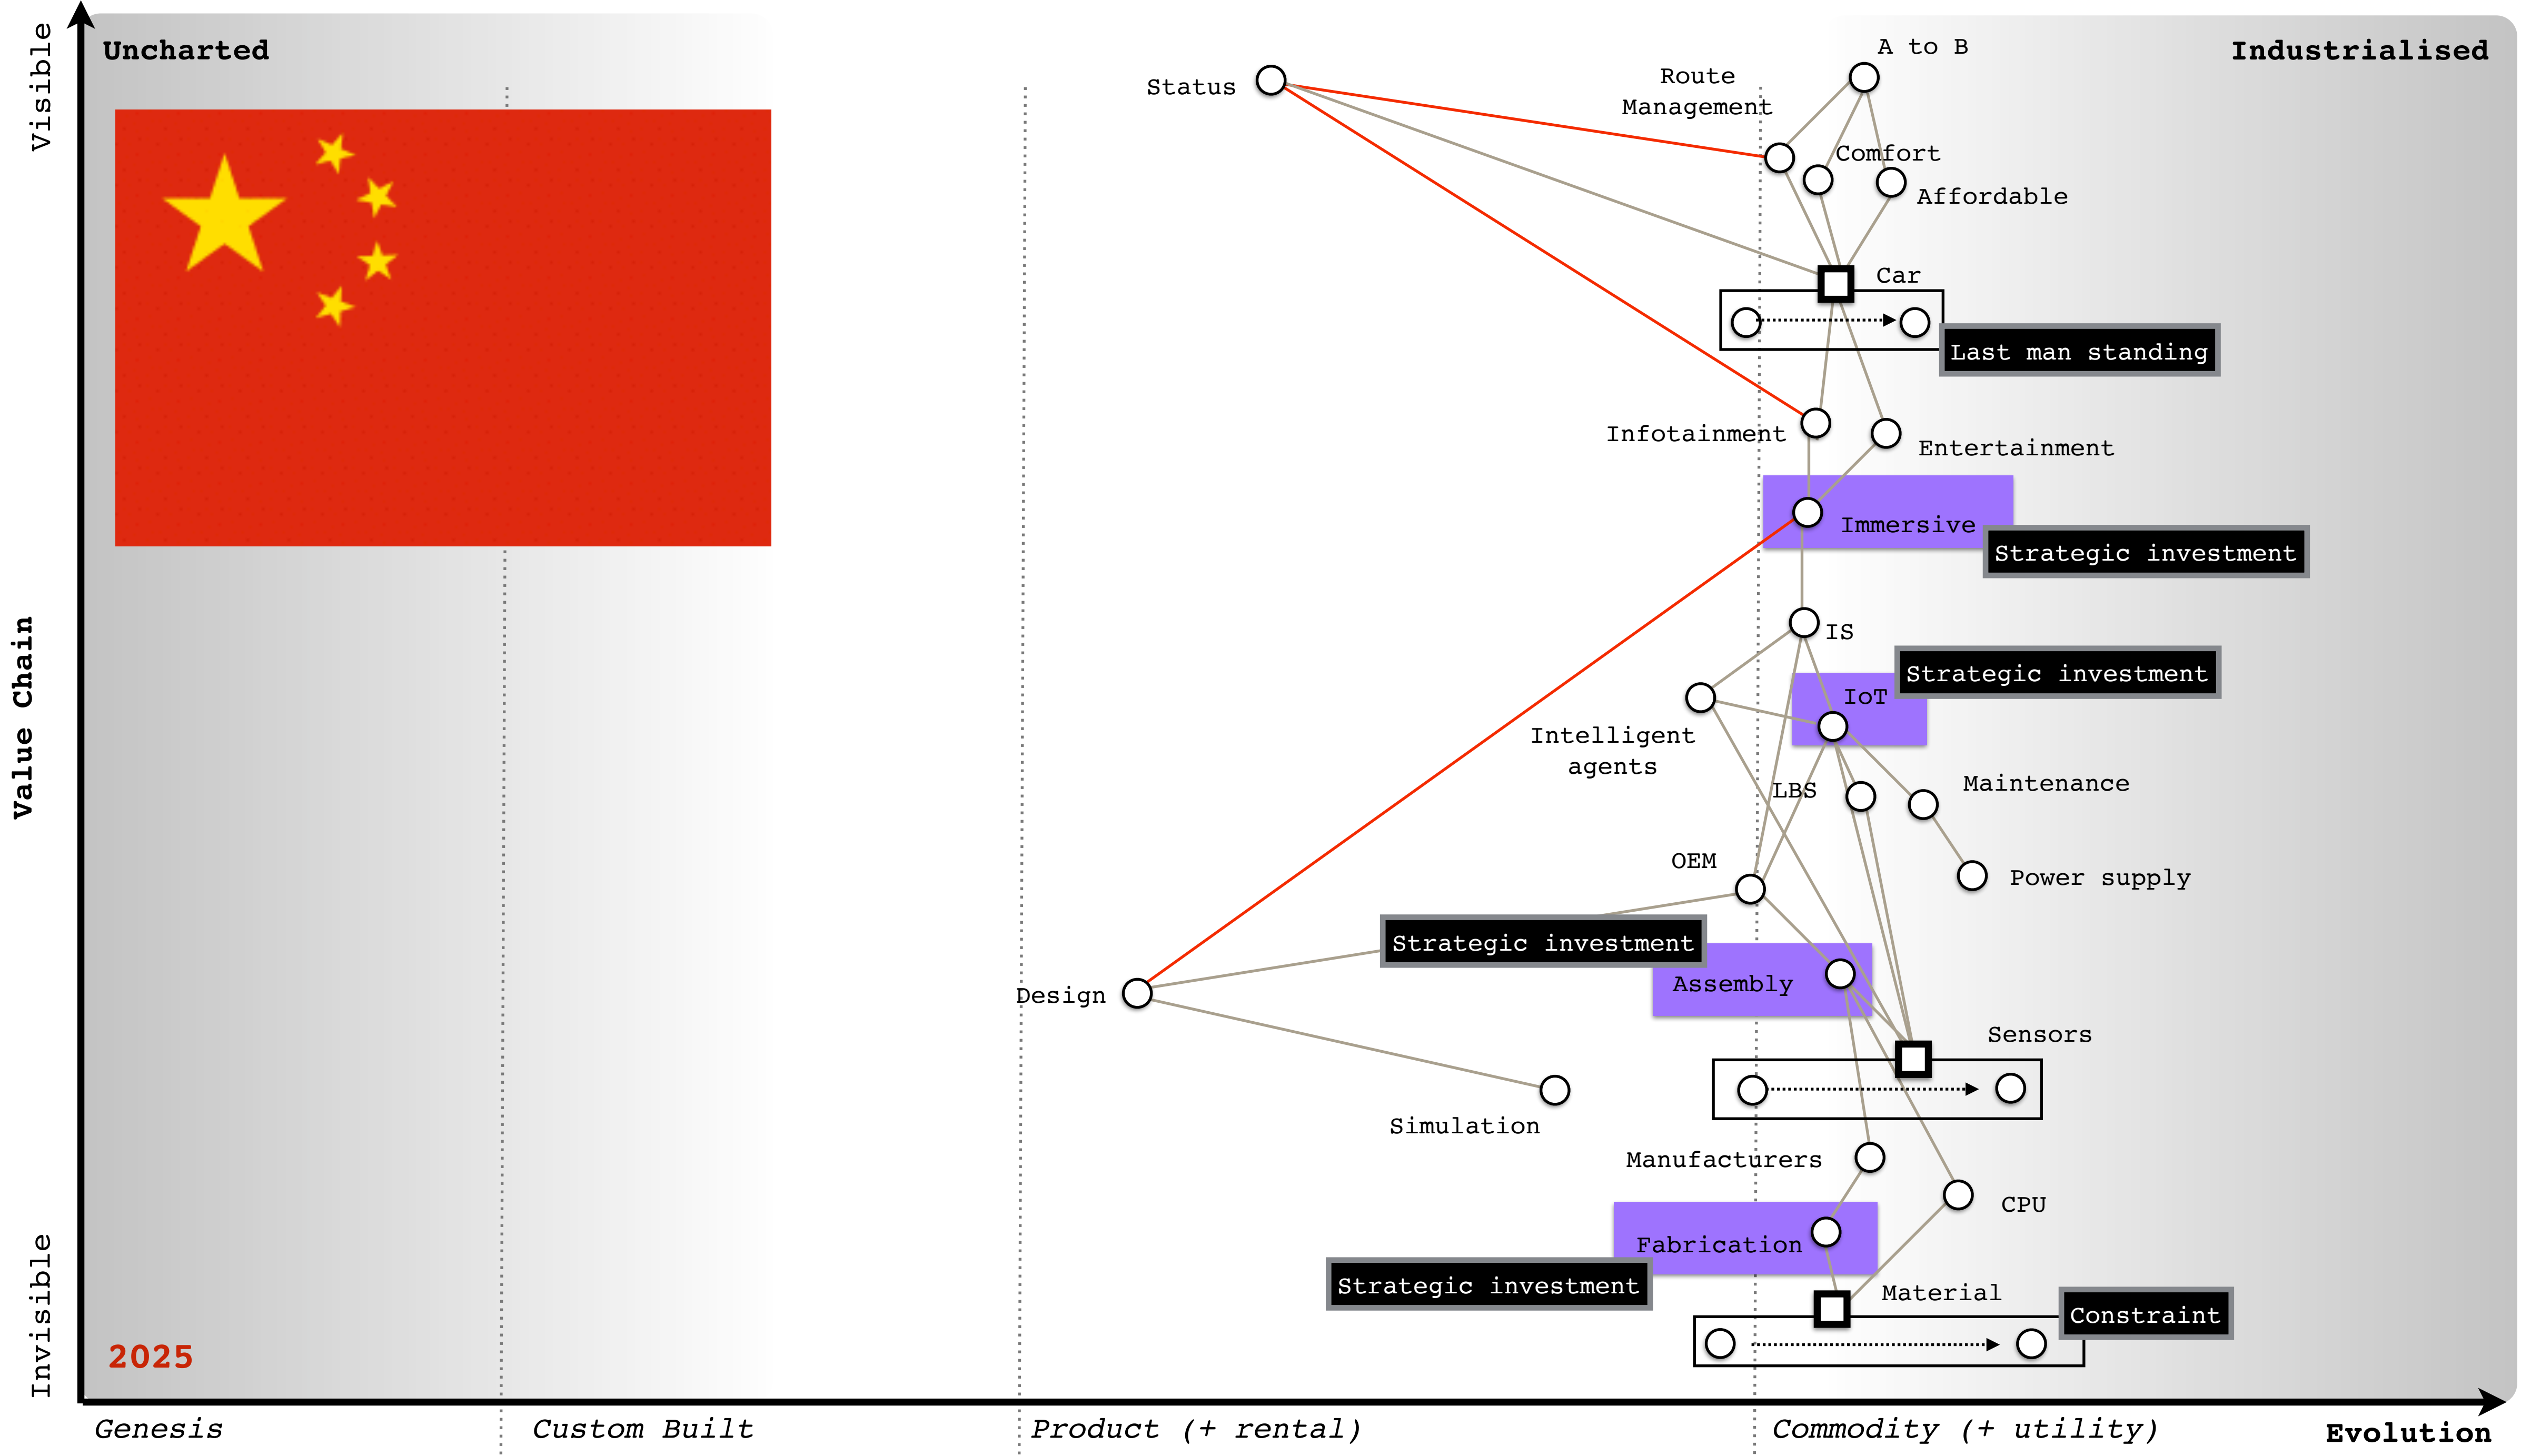 Visible
Uncharted
Industrialised
A to B
Status
Route
Management
Comfort
Affordable
Car
Last man standing
Infotainment
Entertainment
Immersive
Strategic investment
IS
Strategic investment
IoT
Intelligent
agents
LBS
Maintenance
OEM
Power supply
Value Chain
Strategic investment
Assembly
Design
Sensors
Simulation
Manufacturers
CPU
Fabrication
Strategic investment
Material
Constraint
Invisible
2025
Genesis
Custom Built
Product (+ rental)
Commodity (+ utility)
Evolution